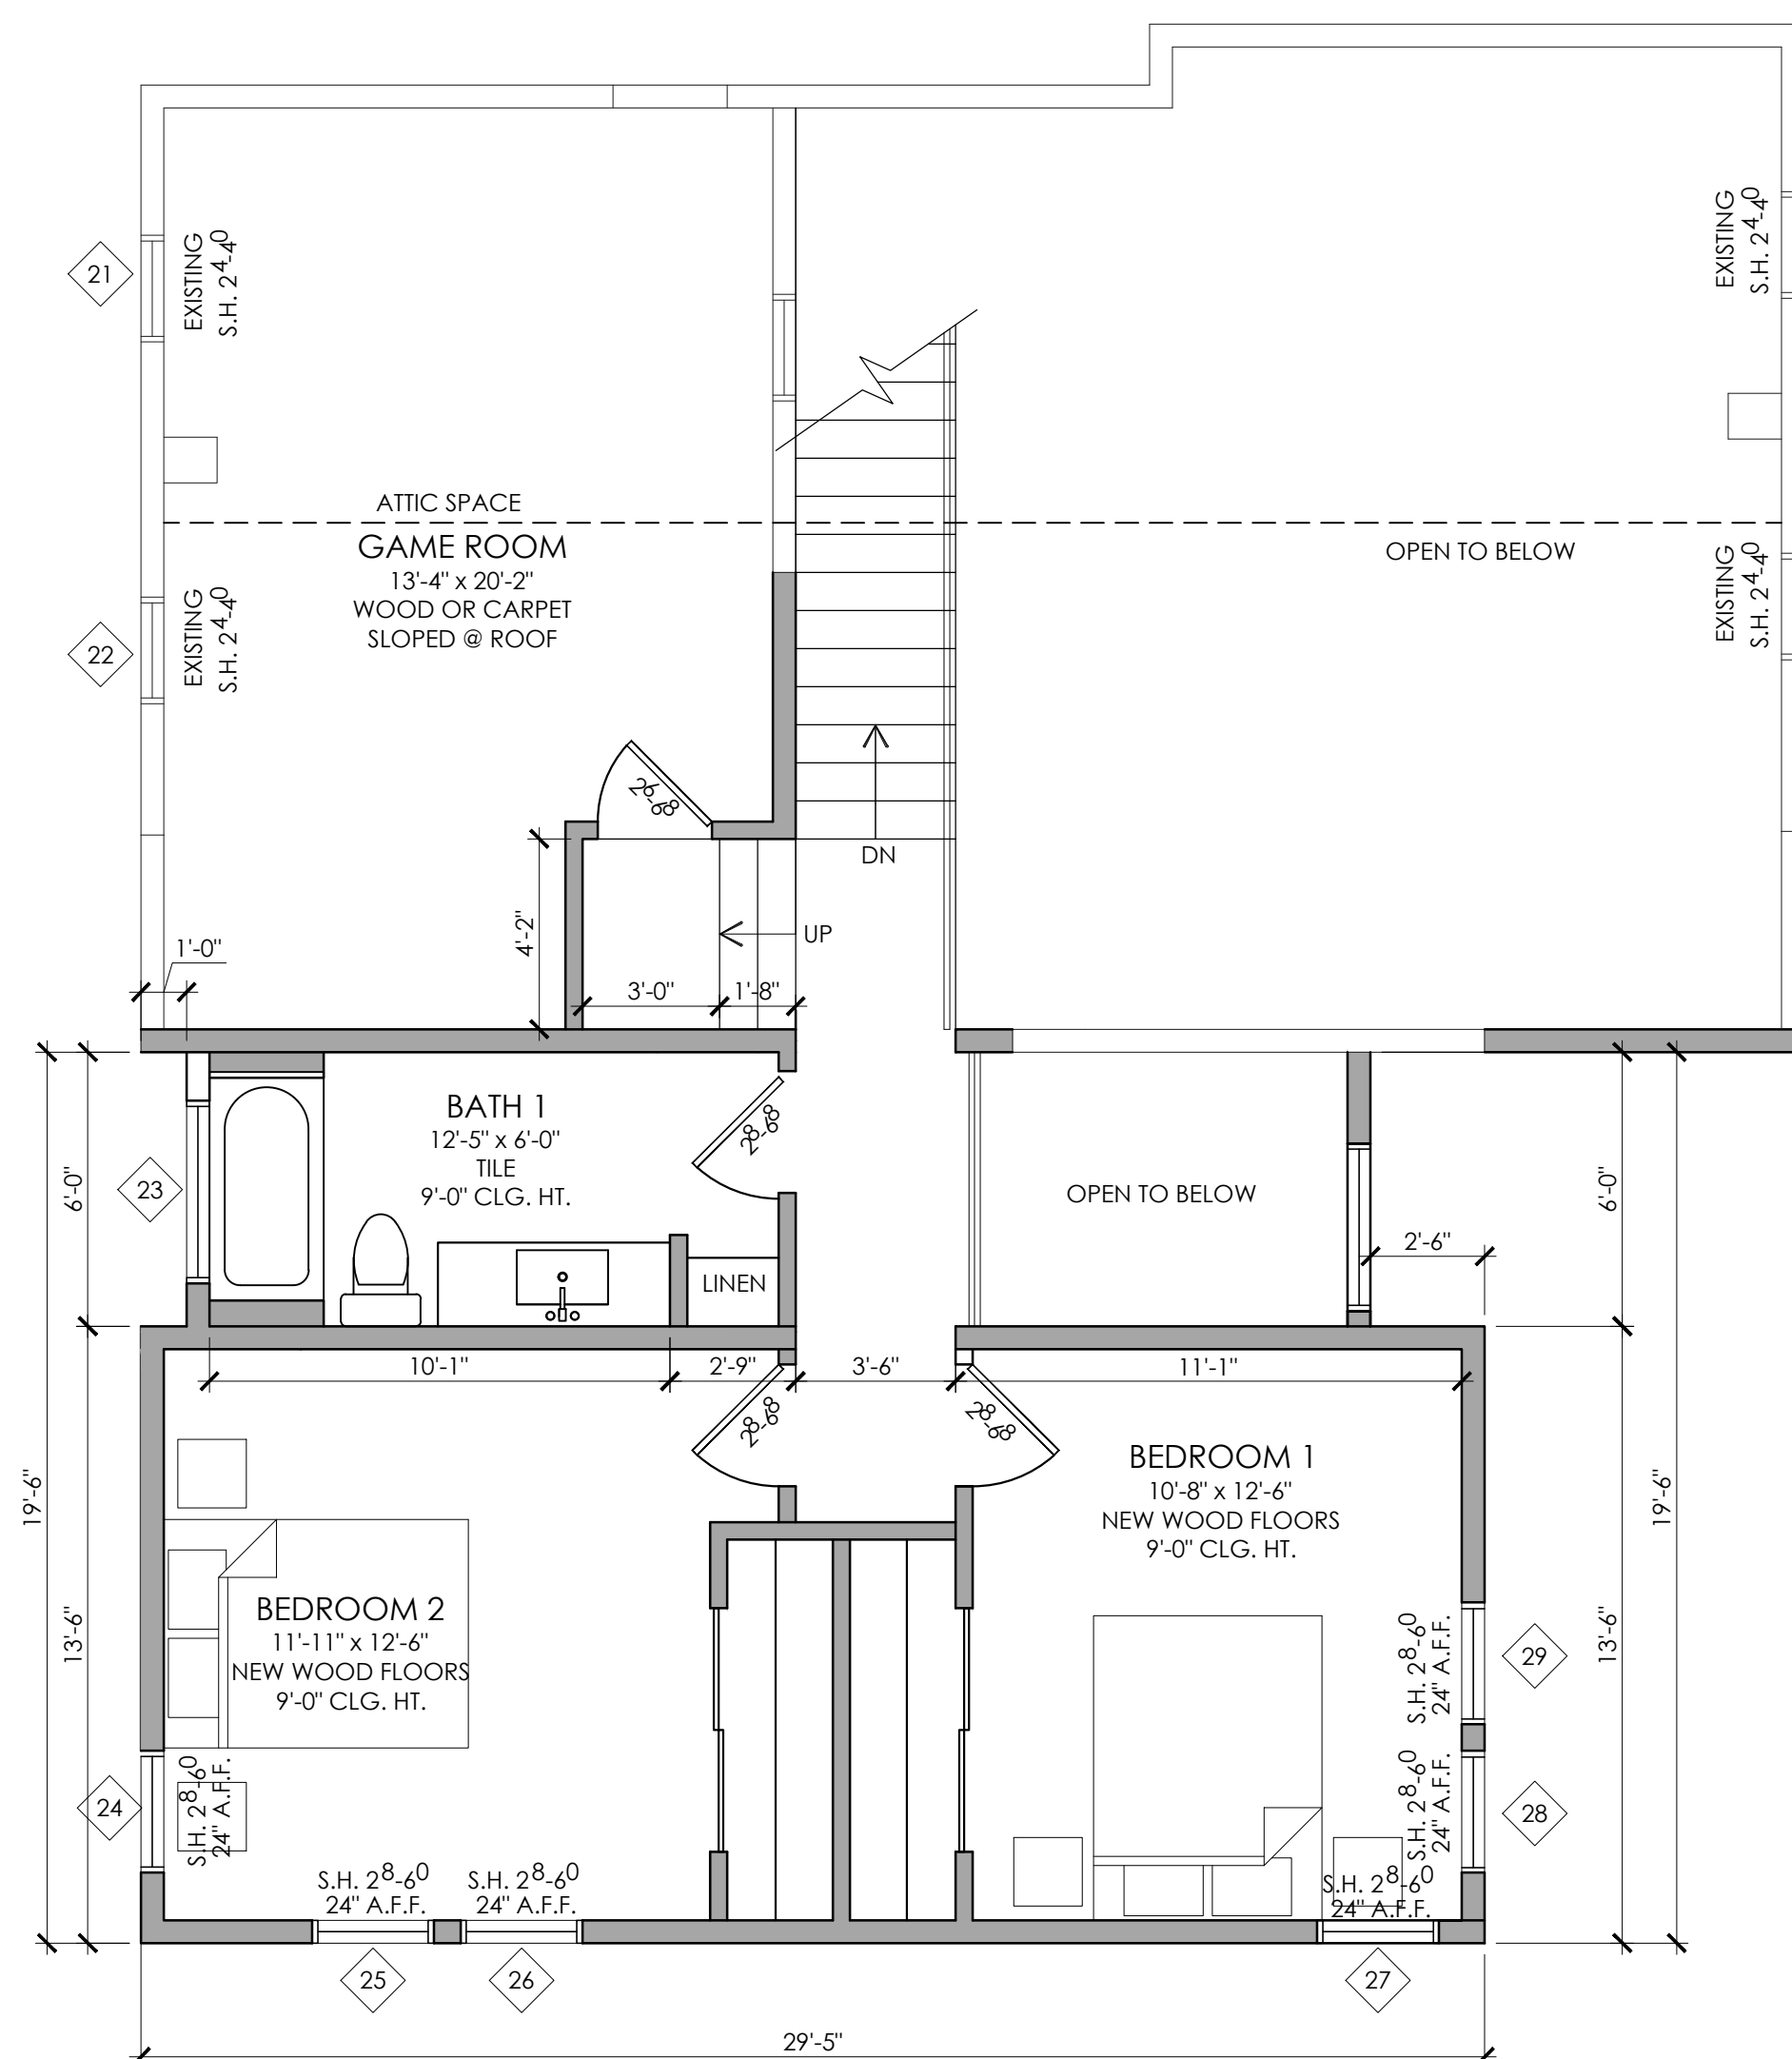 EXISTING
S.H. 2⁴-4⁰
EXISTING
S.H. 2⁴-4⁰
21
ATTIC SPACE
GAME ROOM
13'-4" x 20'-2"
WOOD OR CARPET
SLOPED @ ROOF
OPEN TO BELOW
EXISTING
S.H. 2⁴-4⁰
EXISTING
S.H. 2⁴-4⁰
22
2⁶-6⁸
DN
4'-2"
UP
1'-0"
3'-0"
1'-8"
BATH 1
12'-5" x 6'-0"
TILE
9'-0" CLG. HT.
2⁸-6⁸
23
6'-0"
OPEN TO BELOW
6'-0"
2'-6"
LINEN
10'-1"
2'-9"
3'-6"
11'-1"
2⁸-6⁸
2⁸-6⁸
BEDROOM 1
10'-8" x 12'-6"
NEW WOOD FLOORS
9'-0" CLG. HT.
19'-6"
19'-6"
BEDROOM 2
11'-11" x 12'-6"
NEW WOOD FLOORS
9'-0" CLG. HT.
13'-6"
13'-6"
S.H. 2⁸-6⁰
24" A.F.F.
29
S.H. 2⁸-6⁰
24" A.F.F.
24
S.H. 2⁸-6⁰
24" A.F.F.
28
S.H. 2⁸-6⁰
24" A.F.F.
S.H. 2⁸-6⁰
24" A.F.F.
S.H. 2⁸-6⁰
24" A.F.F.
25
26
27
29'-5"